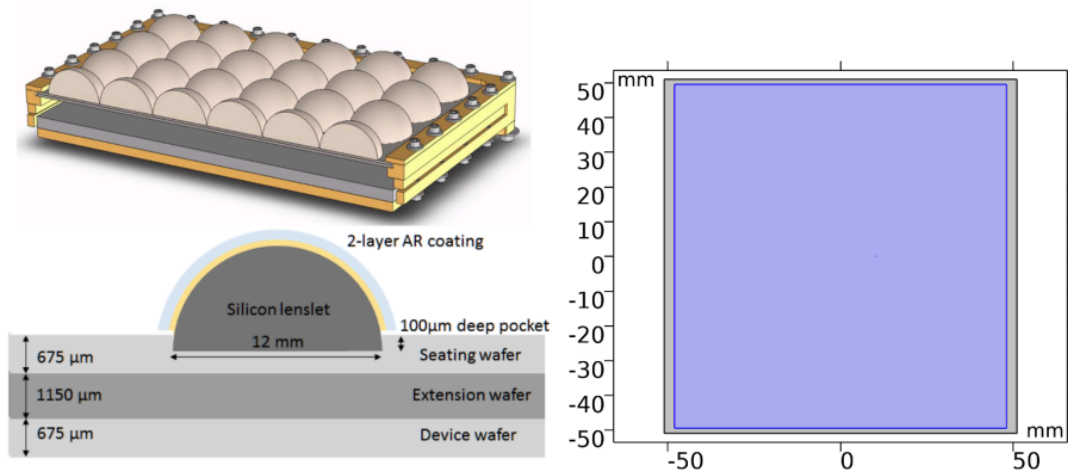 2-layer AR coating
Silicon lenslet
100μm deep pocket
12 mm
675 μm
Seating wafer
1150 μm
Extension wafer
675 μm
Device wafer
mm
50
40
30
20
10
0
-10
-20
-30
-40
-50
mm
-50
0
50